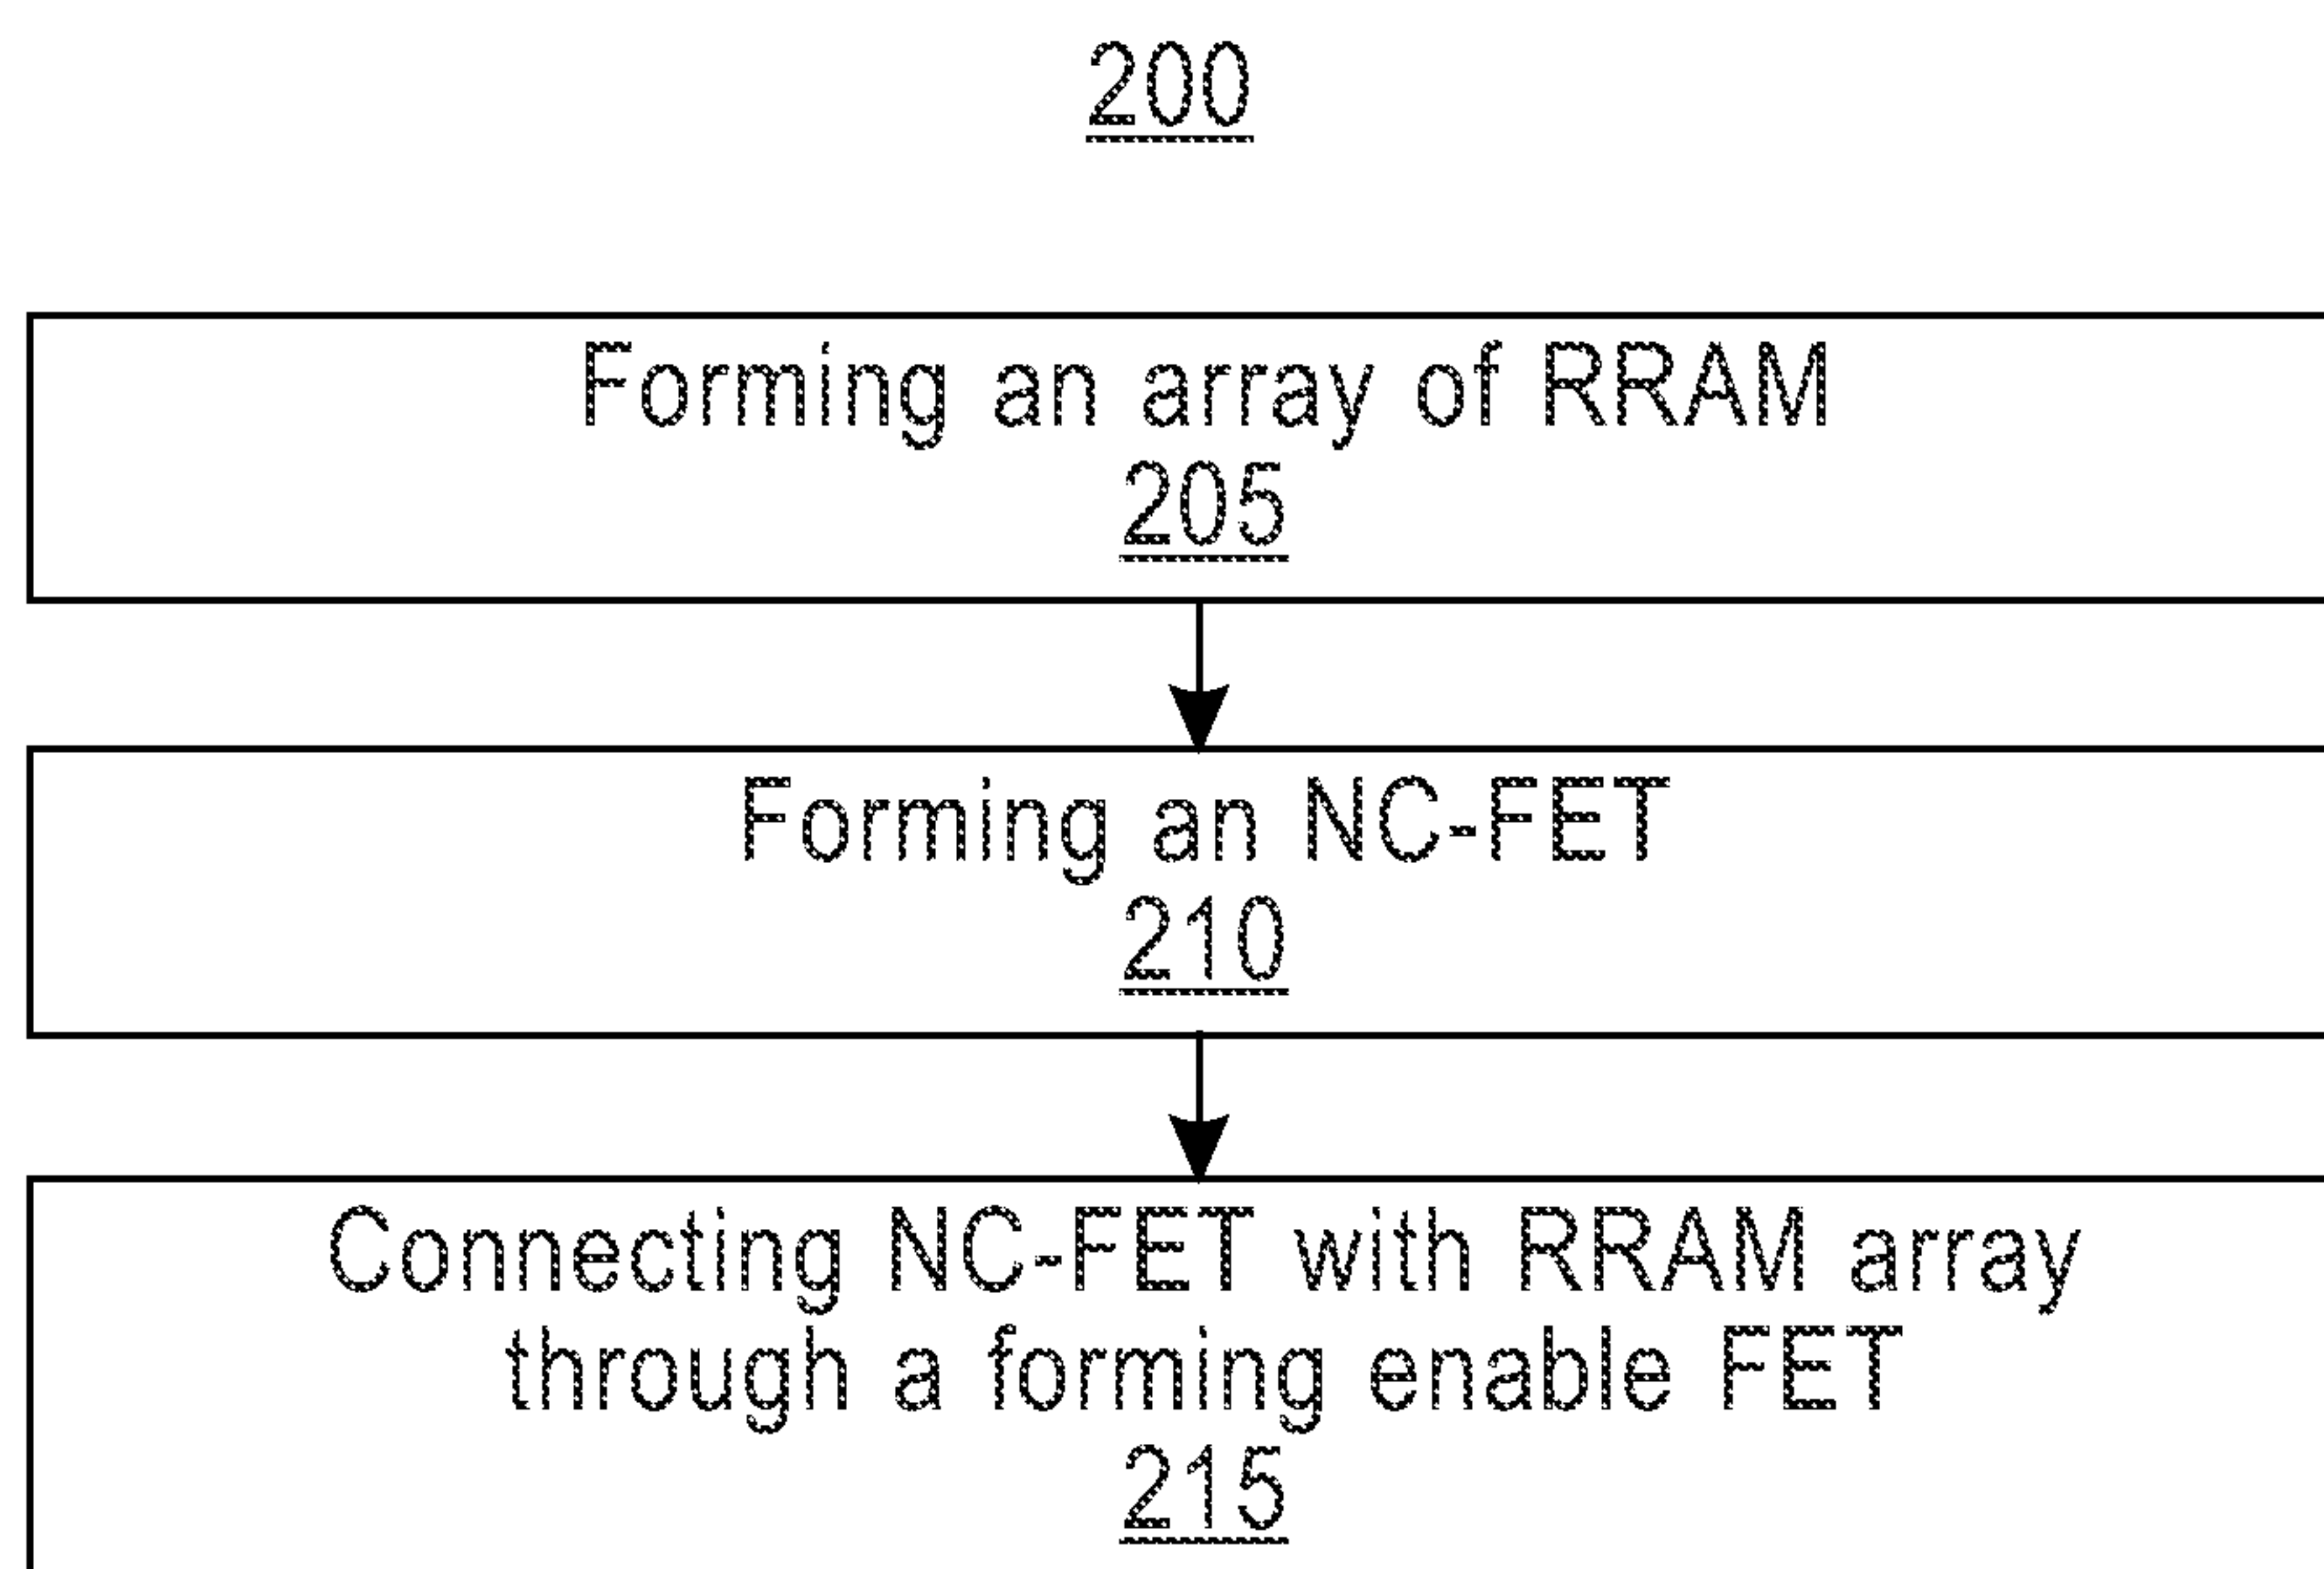 200
Forming an array of RRAM
205
Forming an NC-FET
210
Connecting NC-FET with RRAM array
through a forming enable FET
215